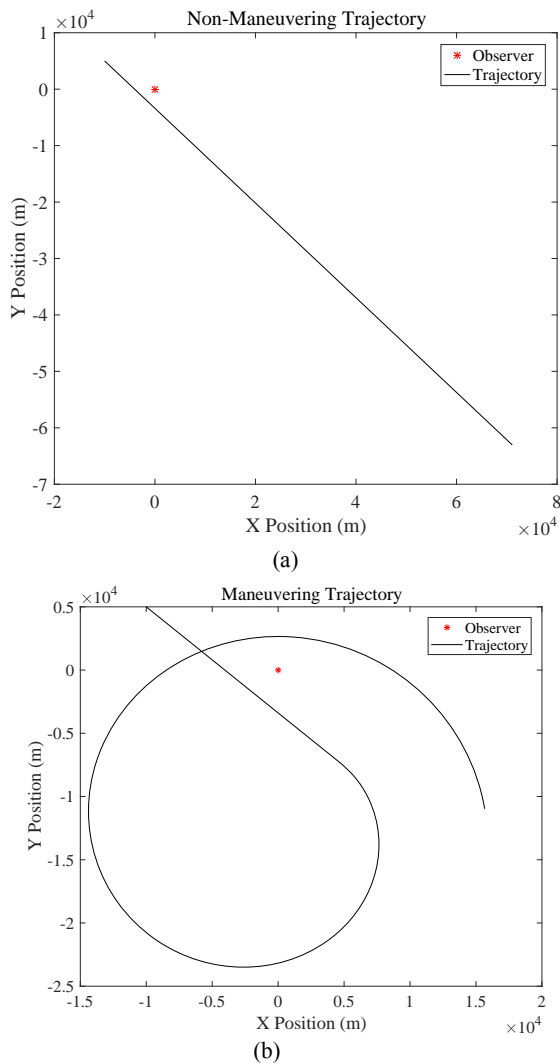 Non-Maneuvering Trajectory
×10⁴
1
0
-1
-2
-3
-4
-5
-6
-7
Y Position (m)
Observer
Trajectory
-2 0 2 4 6 8
X Position (m)
×10⁴
(a)
Maneuvering Trajectory
×10⁴
0.5
0
-0.5
-1
-1.5
-2
-2.5
Y Position (m)
Observer
Trajectory
-1.5 -1 -0.5 0 0.5 1 1.5 2
X Position (m)
×10⁴
(b)